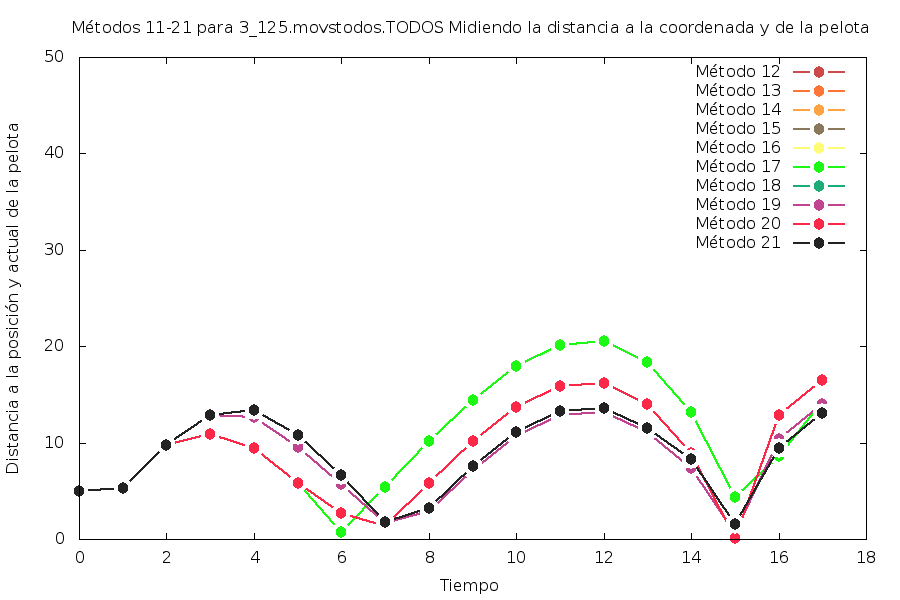 Métodos 11-21 para 3_125.movstodos.TODOS Midiendo la distancia a la coordenada y de la pelota
Distancia a la posición y actual de la pelota
50
40
30
20
10
0
Método 12
Método 13
Método 14
Método 15
Método 16
Método 17
Método 18
Método 19
Método 20
Método 21
0 2 4 6 8 10 12 14 16 18
Tiempo